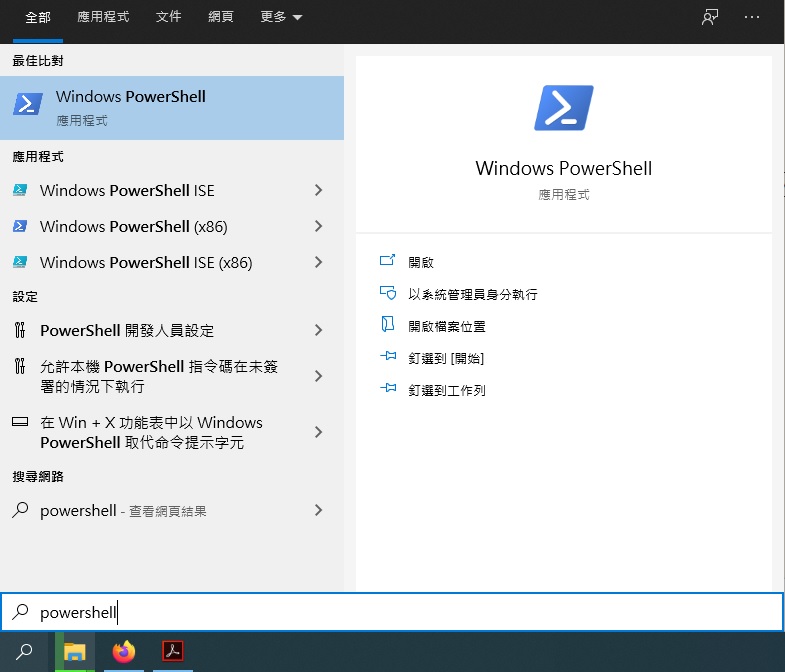 全部 應用程式 文件 網頁 更多
最佳比對
Windows PowerShell
應用程式
應用程式
Windows PowerShell ISE
Windows PowerShell (x86)
Windows PowerShell ISE (x86)
設定
PowerShell 開發人員設定
允許本機 PowerShell 指令碼在未簽
署的情況下執行
在 Win + X 功能表中以 Windows
PowerShell 取代命令提示字元
搜尋網路
powershell - 查看網頁結果
Windows PowerShell
應用程式
開啟
以系統管理員身分執行
開啟檔案位置
釘選到 [開始]
釘選到工作列
powershell